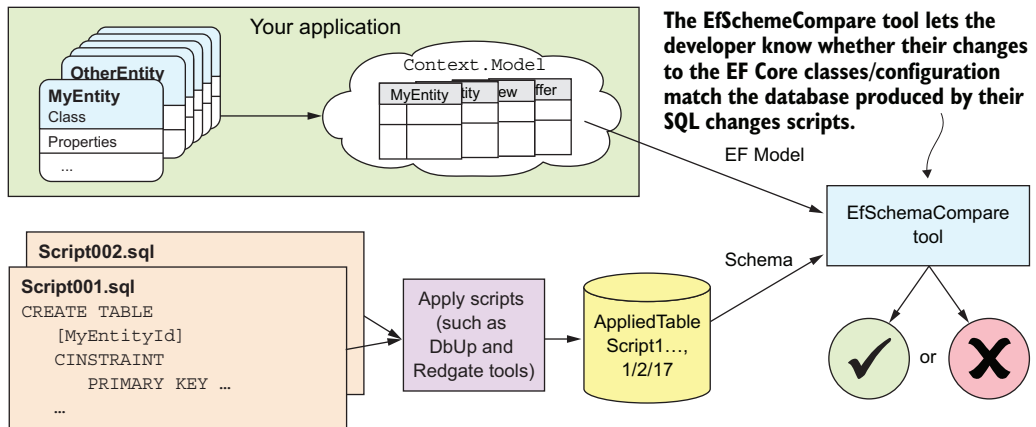 Your application
OtherEntity
MyEntity
Class
Properties
...
Context.Model
MyEntity
tity
ew
ffer
The EfSchemeCompare tool lets the
developer know whether their changes
to the EF Core classes/configuration
match the database produced by their
SQL changes scripts.
EF Model
EfSchemaCompare
tool
Script002.sql
Script001.sql
CREATE TABLE
[MyEntityId]
CINSTRAINT
PRIMARY KEY …
…
Apply scripts
(such as
DbUp and
Redgate tools)
AppliedTable
Script1…,
1/2/17
Schema
or